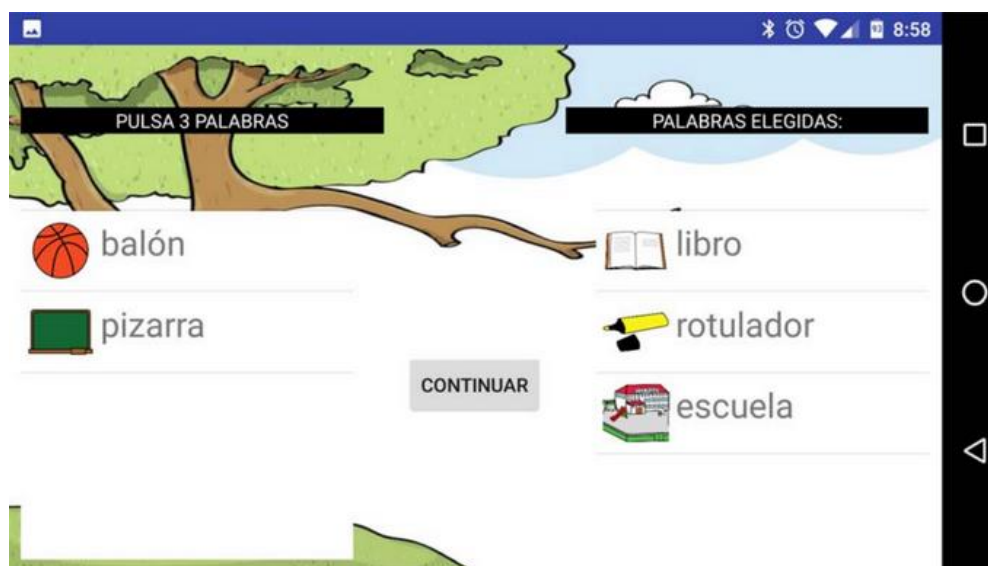 8:58
PULSA 3 PALABRAS
balón
pizarra
CONTINUAR
PALABRAS ELEGIDAS:
libro
rotulador
escuela